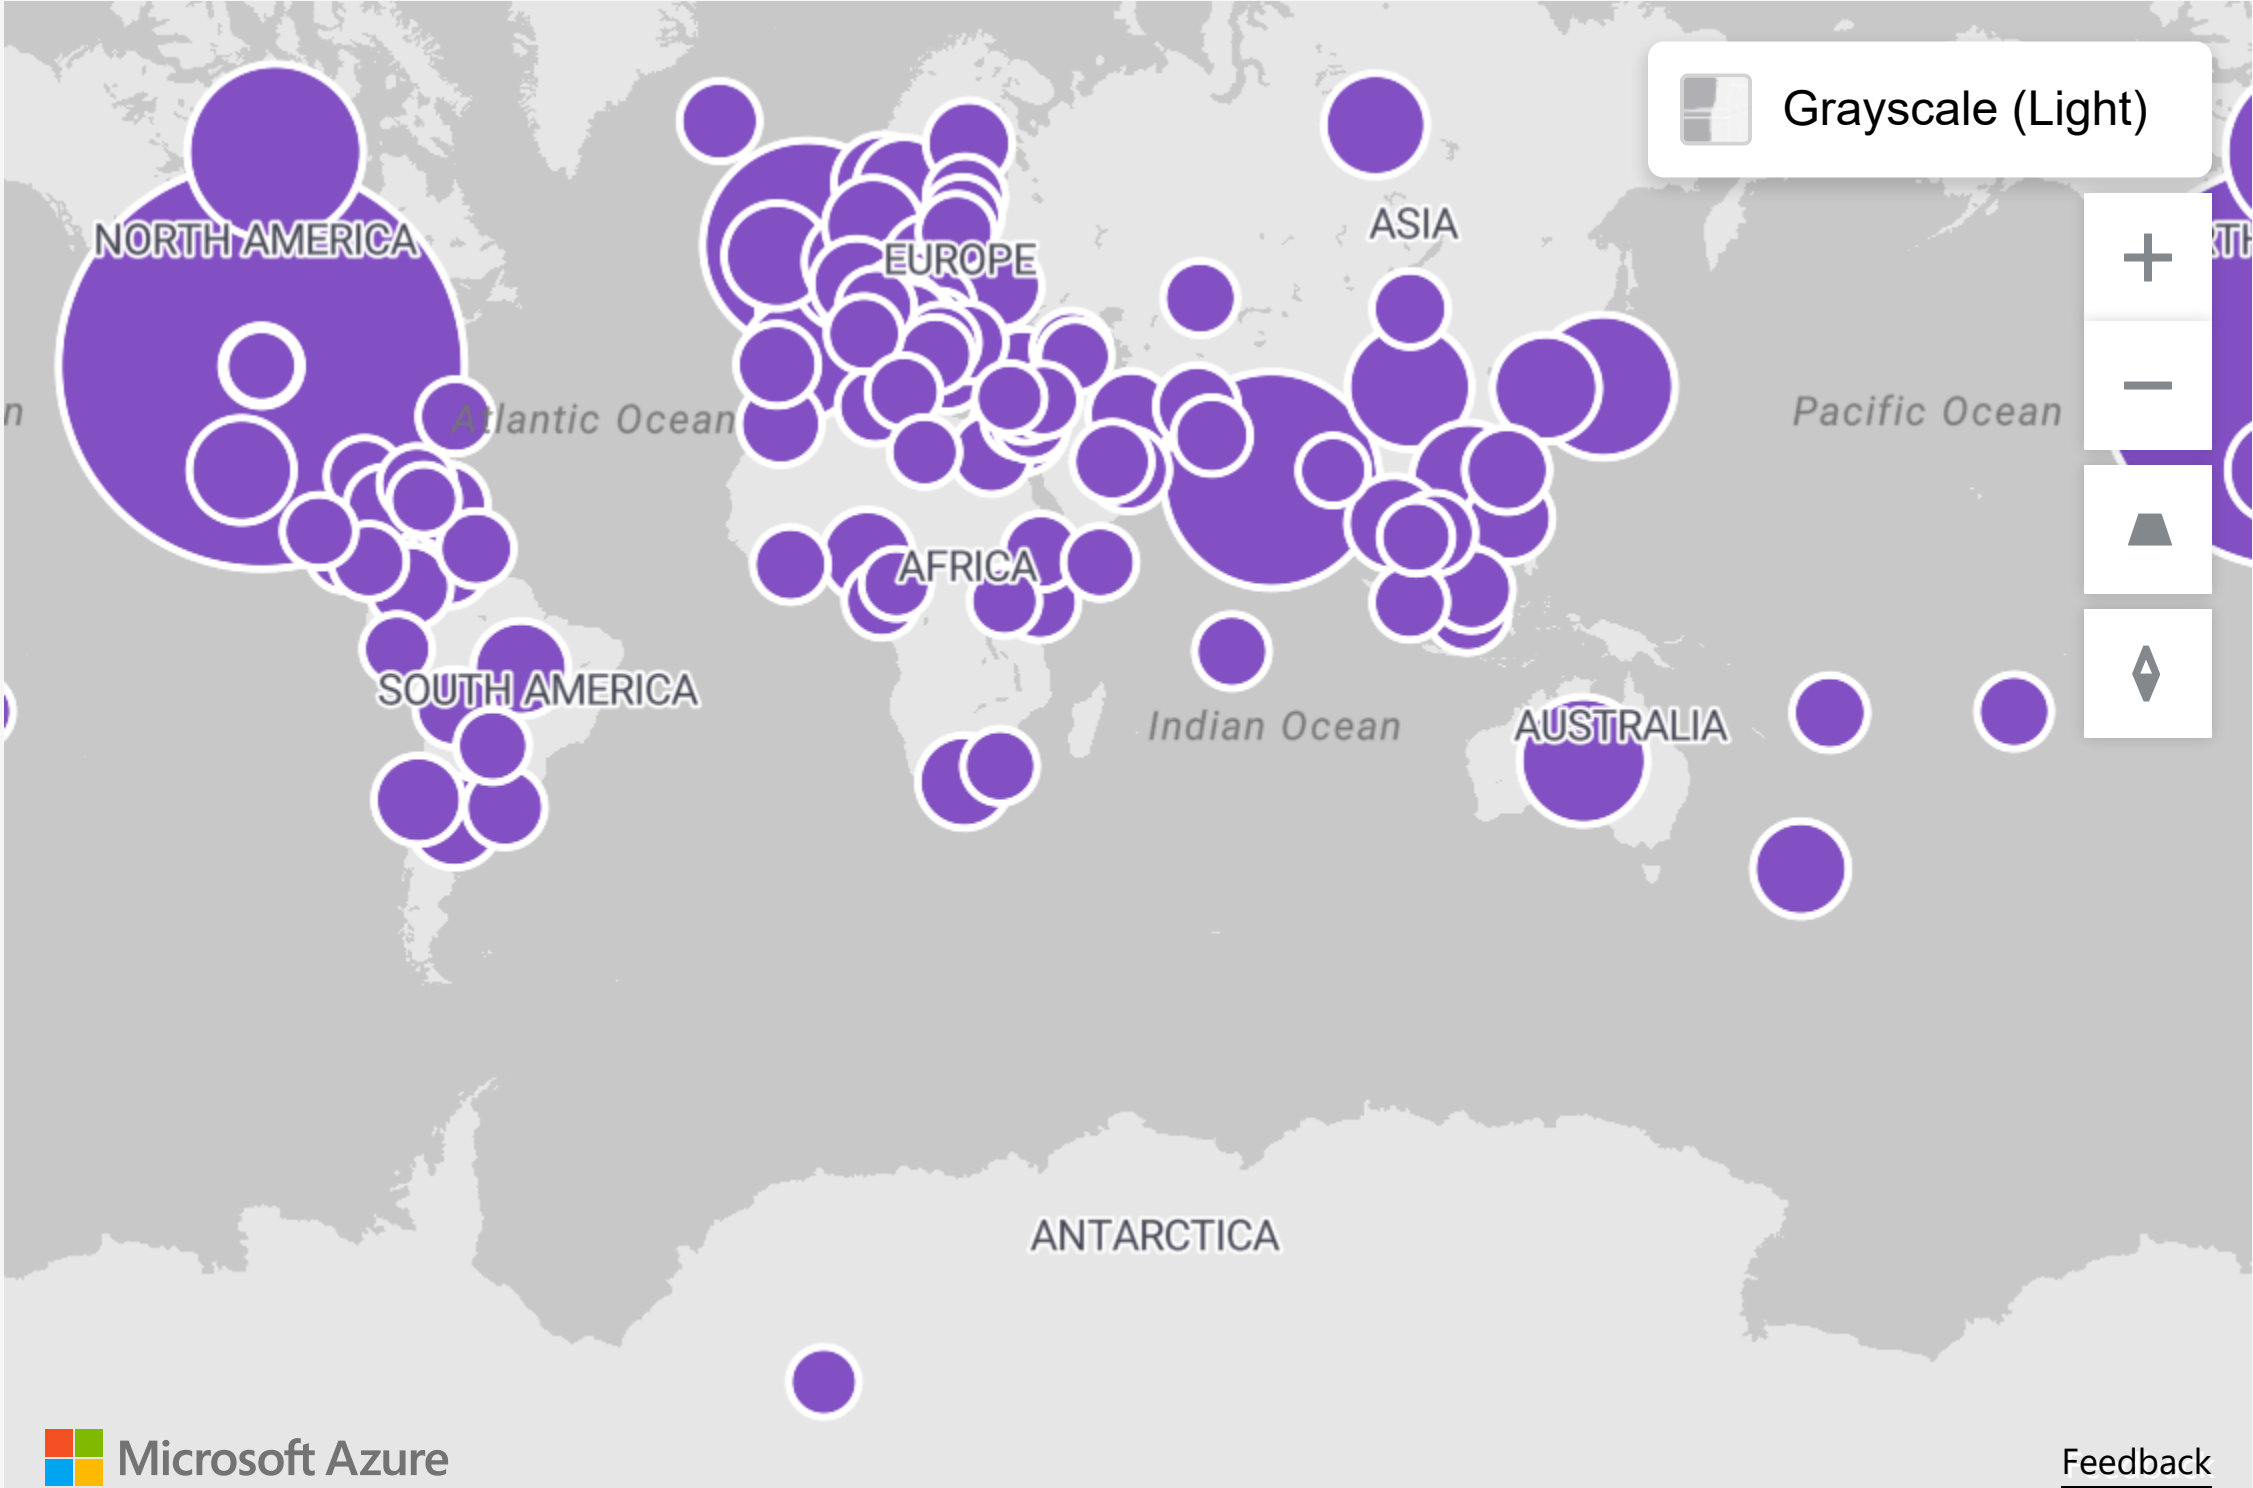 Grayscale (Light)
ASIA
NORTH AMERICA
EUROPE
Atlantic Ocean
Pacific Ocean
AFRICA
SOUTH AMERICA
Indian Ocean
AUSTRALIA
ANTARCTICA
Microsoft Azure
Feedback